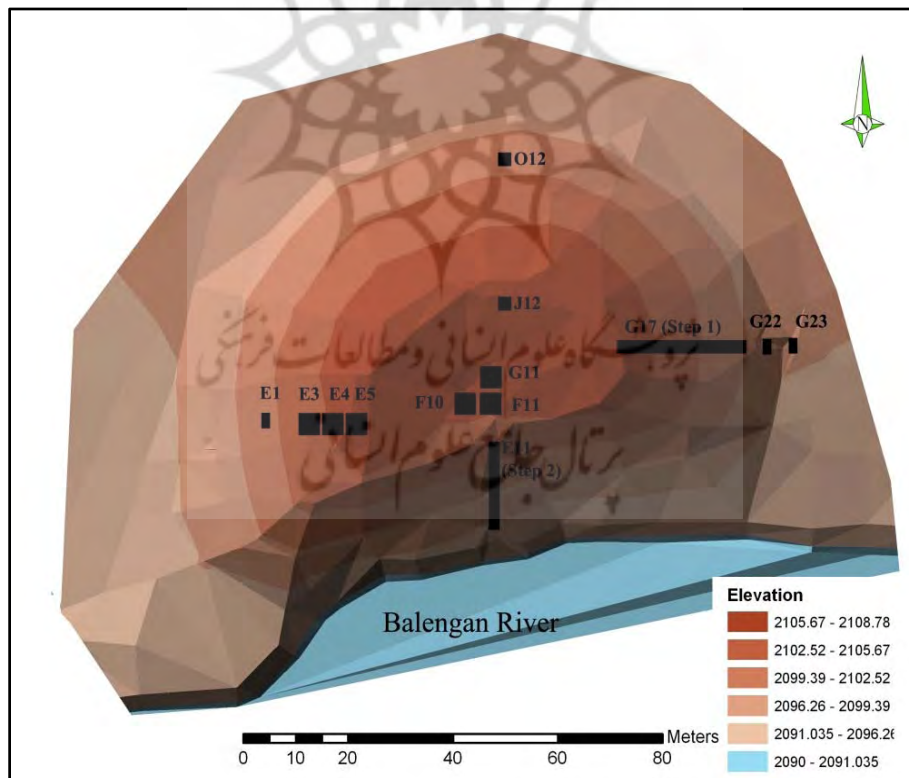 N
O12
J12
G17 (Step 1)
G22 G23
G11
E1 E3 E4 E5
F10 F11
E11
(Step 2)
پژوهشگاه علوم انسانی و مطالعات فرهنگی
پرتال جامع علوم انسانی
Balengan River
Elevation
2105.67 - 2108.78
2102.52 - 2105.67
2099.39 - 2102.52
2096.26 - 2099.39
2091.035 - 2096.26
2090 - 2091.035
Meters
0 10 20 40 60 80